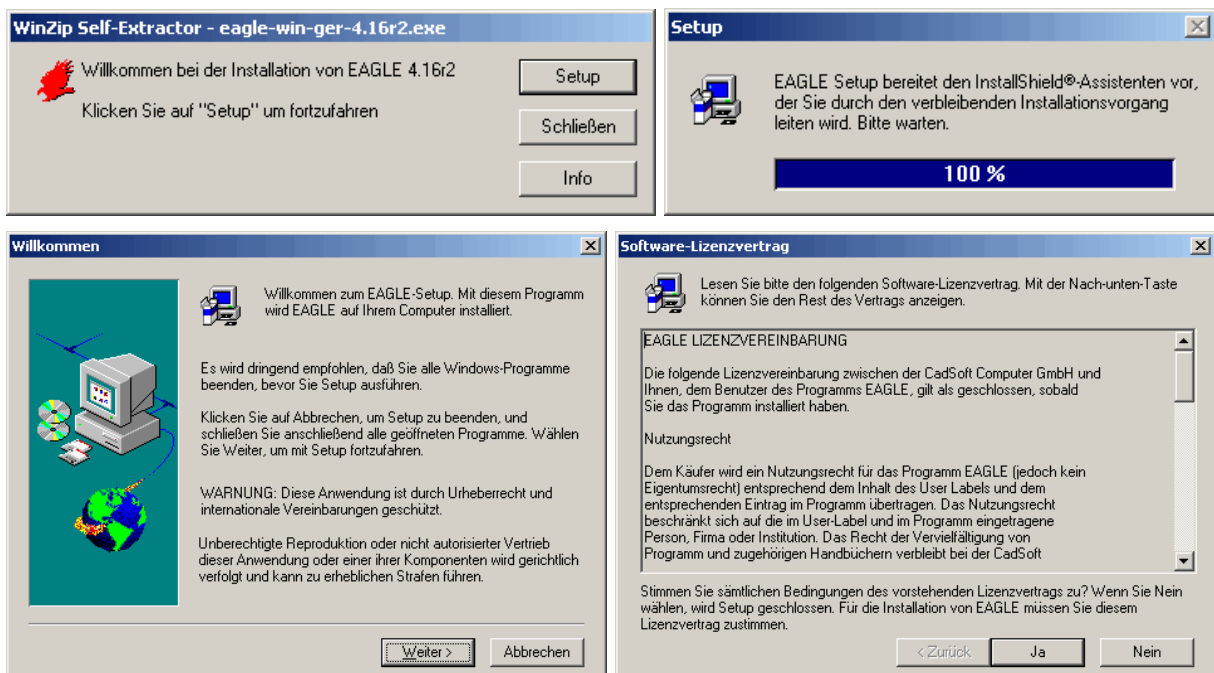 WinZip Self-Extractor - eagle-win-ger-4.16r2.exe
Willkommen bei der Installation von EAGLE 4.16r2
Klicken Sie auf "Setup" um fortzufahren
Setup
Schließen
Info
Setup
EAGLE Setup bereitet den InstallShield®-Assistenten vor,
der Sie durch den verbleibenden Installationsvorgang
leiten wird. Bitte warten.
100 %
Willkommen
Willkommen zum EAGLE-Setup. Mit diesem Programm
wird EAGLE auf Ihrem Computer installiert.
Es wird dringend empfohlen, daß Sie alle Windows-Programme
beenden, bevor Sie Setup ausführen.
Klicken Sie auf Abbrechen, um Setup zu beenden, und
schließen Sie anschließend alle geöffneten Programme. Wählen
Sie Weiter, um mit Setup fortzufahren.
WARNUNG: Diese Anwendung ist durch Urheberrecht und
internationale Vereinbarungen geschützt.
Unberechtigte Reproduktion oder nicht autorisierter Vertrieb
dieser Anwendung oder einer ihrer Komponenten wird gerichtlich
verfolgt und kann zu erheblichen Strafen führen.
Weiter >
Abbrechen
Software-Lizenzvertrag
Lesen Sie bitte den folgenden Software-Lizenzvertrag. Mit der Nach-unten-Taste
können Sie den Rest des Vertrags anzeigen.
EAGLE LIZENZVEREINBARUNG
Die folgende Lizenzvereinbarung zwischen der CadSoft Computer GmbH und
Ihnen, dem Benutzer des Programms EAGLE, gilt als geschlossen, sobald
Sie das Programm installiert haben.
Nutzungsrecht
Dem Käufer wird ein Nutzungsrecht für das Programm EAGLE (jedoch kein
Eigentumsrecht) entsprechend dem Inhalt des User Labels und dem
entsprechenden Eintrag im Programm übertragen. Das Nutzungsrecht
beschränkt sich auf die im User-Label und im Programm eingetragene
Person, Firma oder Institution. Das Recht der Vervielfältigung von
Programm und zugehörigen Handbüchern verbleibt bei der CadSoft
Stimmen Sie sämtlichen Bedingungen des vorstehenden Lizenzvertrags zu? Wenn Sie Nein
wählen, wird Setup geschlossen. Für die Installation von EAGLE müssen Sie diesem
Lizenzvertrag zustimmen.
< Zurück
Ja
Nein